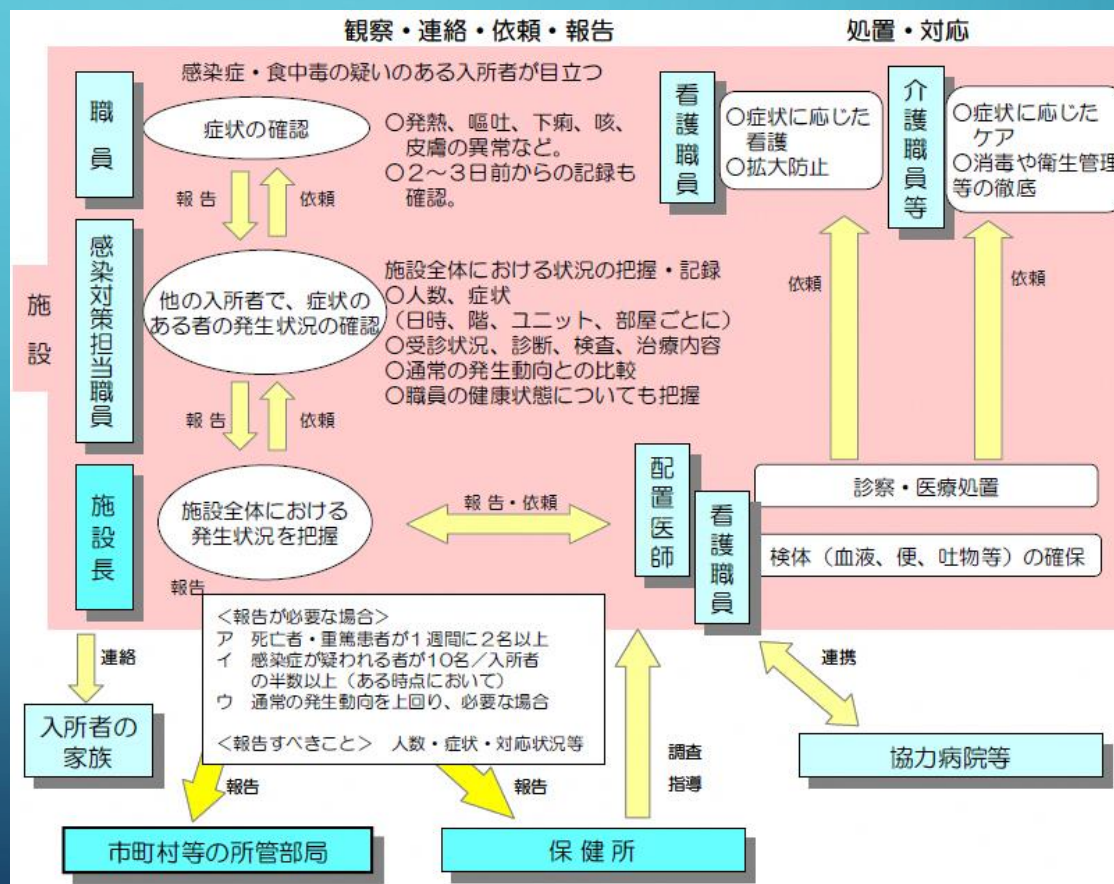 観察・連絡・依頼・報告
処置・対応
感染症・食中毒の疑いのある入所者が目立つ
施設
職員
症状の確認
○発熱、嘔吐、下痢、咳、
皮膚の異常など。
○2〜3日前からの記録も
確認。
看護職員
○症状に応じた
看護
○拡大防止
介護職員等
○症状に応じた
ケア
○消毒や衛生管理
等の徹底
報告
依頼
感染対策担当職員
他の入所者で、症状の
ある者の発生状況の確認
施設全体における状況の把握・記録
○人数、症状
(日時、階、ユニット、部屋ごとに)
○受診状況、診断、検査、治療内容
○通常の発生動向との比較
○職員の健康状態についても把握
依頼
依頼
報告
依頼
施設長
施設全体における
発生状況を把握
報告・依頼
配置医師
看護職員
診察・医療処置
検体(血液、便、吐物等)の確保
報告
<報告が必要な場合>
ア 死亡者・重篤患者が1週間に2名以上
イ 感染症が疑われる者が10名/入所者
の半数以上(ある時点において)
ウ 通常の発生動向を上回り、必要な場合
<報告すべきこと> 人数・症状・対応状況等
連絡
入所者の
家族
報告
報告
調査
指導
連携
協力病院等
市町村等の所管部局
保健所